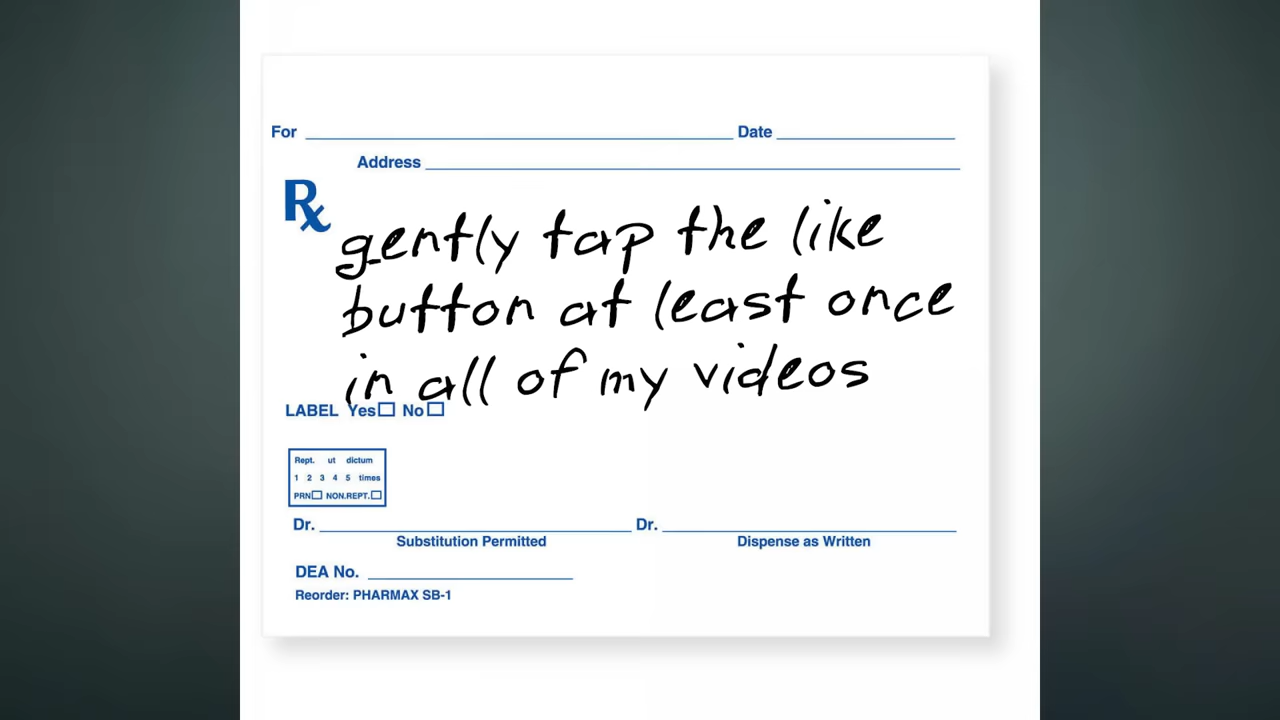 For Date
Address
Rx
gently tap the like
button at least once
in all of my videos
LABEL Yes No
Rept. ut dictum
1 2 3 4 5 times
PRN NON.REPT.
Dr. Dr.
Substitution Permitted Dispense as Written
DEA No.
Reorder: PHARMAX SB-1